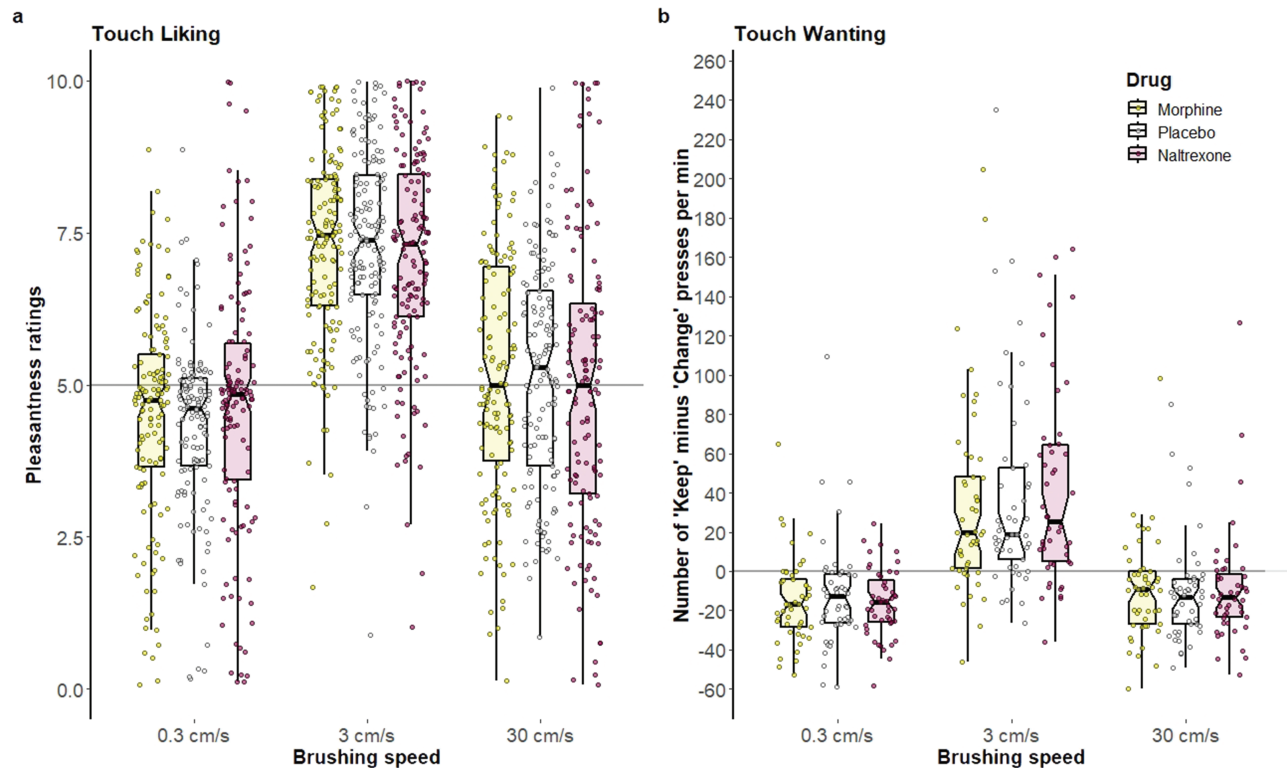 a
Touch Liking
Pleasantness ratings
10.0
7.5
5.0
2.5
0.0
0.3 cm/s
3 cm/s
30 cm/s
Brushing speed
b
Touch Wanting
Number of 'Keep' minus 'Change' presses per min
260
240
220
200
180
160
140
120
100
80
60
40
20
0
-20
-40
-60
0.3 cm/s
3 cm/s
30 cm/s
Brushing speed
Drug
Morphine
Placebo
Naltrexone